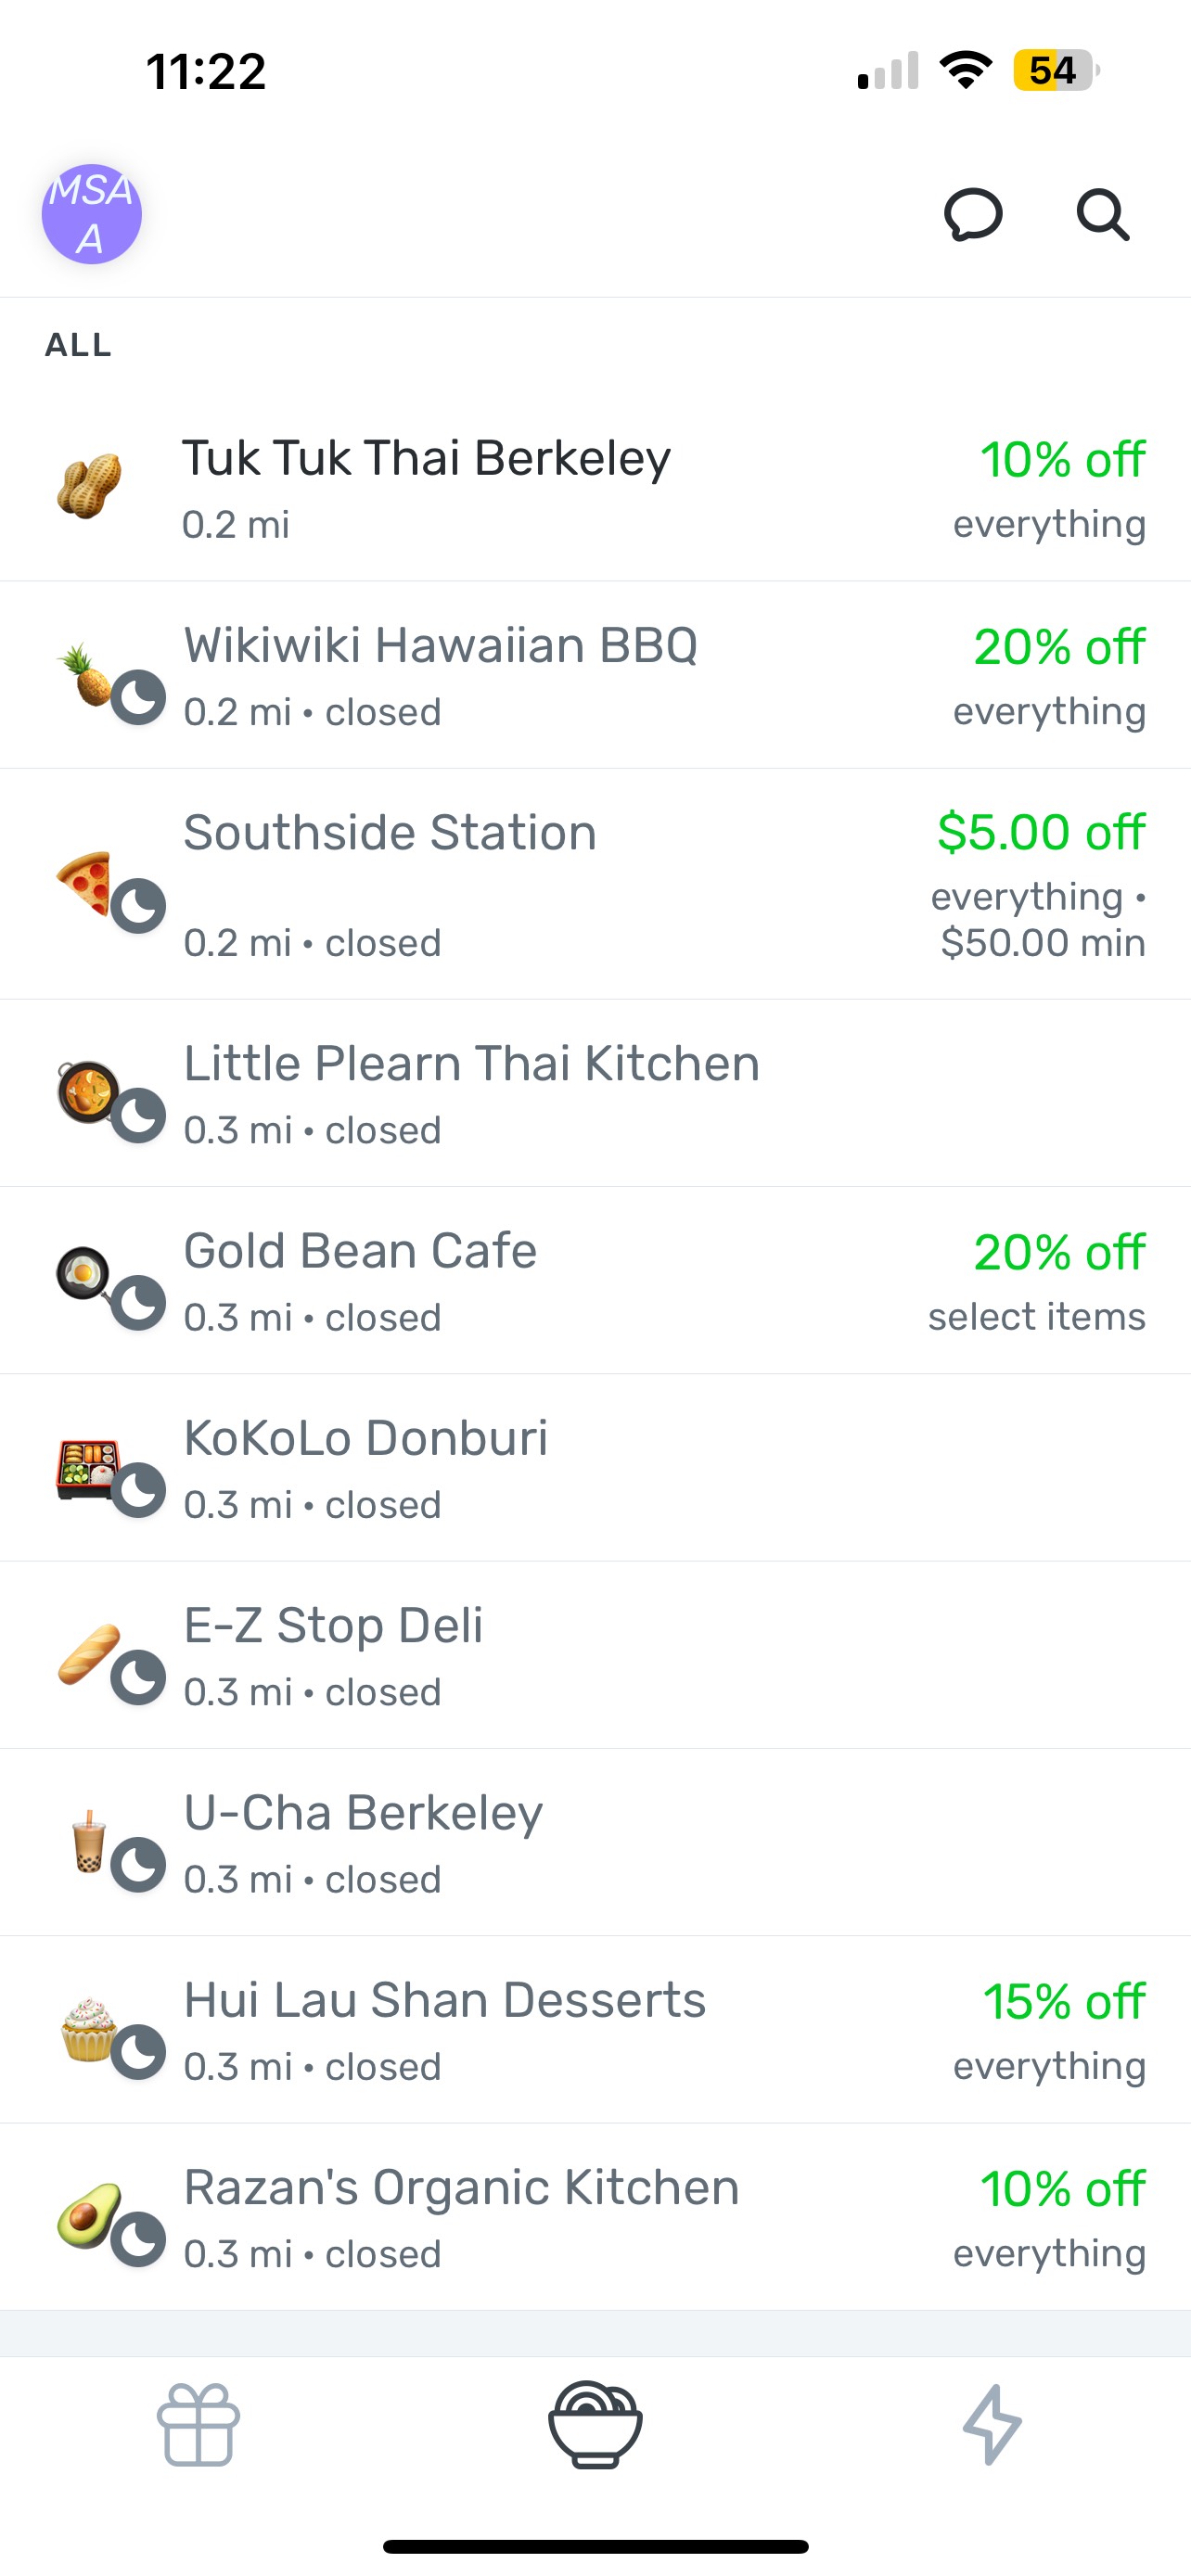 11:22
54
MSA
A
ALL
Tuk Tuk Thai Berkeley
10% off
0.2 mi
everything
Wikiwiki Hawaiian BBQ
20% off
0.2 mi • closed
everything
Southside Station
$5.00 off
everything •
0.2 mi • closed
$50.00 min
Little Plearn Thai Kitchen
0.3 mi • closed
Gold Bean Cafe
20% off
0.3 mi • closed
select items
KoKoLo Donburi
0.3 mi • closed
E-Z Stop Deli
0.3 mi • closed
U-Cha Berkeley
0.3 mi • closed
Hui Lau Shan Desserts
15% off
0.3 mi • closed
everything
Razan's Organic Kitchen
10% off
0.3 mi • closed
everything